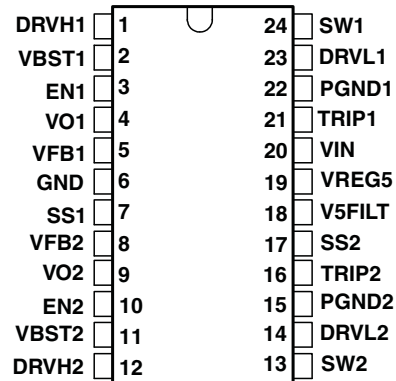 DRVH1 1 24 SW1
VBST1 2 23 DRVL1
EN1 3 22 PGND1
VO1 4 21 TRIP1
VFB1 5 20 VIN
GND 6 19 VREG5
SS1 7 18 V5FILT
VFB2 8 17 SS2
VO2 9 16 TRIP2
EN2 10 15 PGND2
VBST2 11 14 DRVL2
DRVH2 12 13 SW2